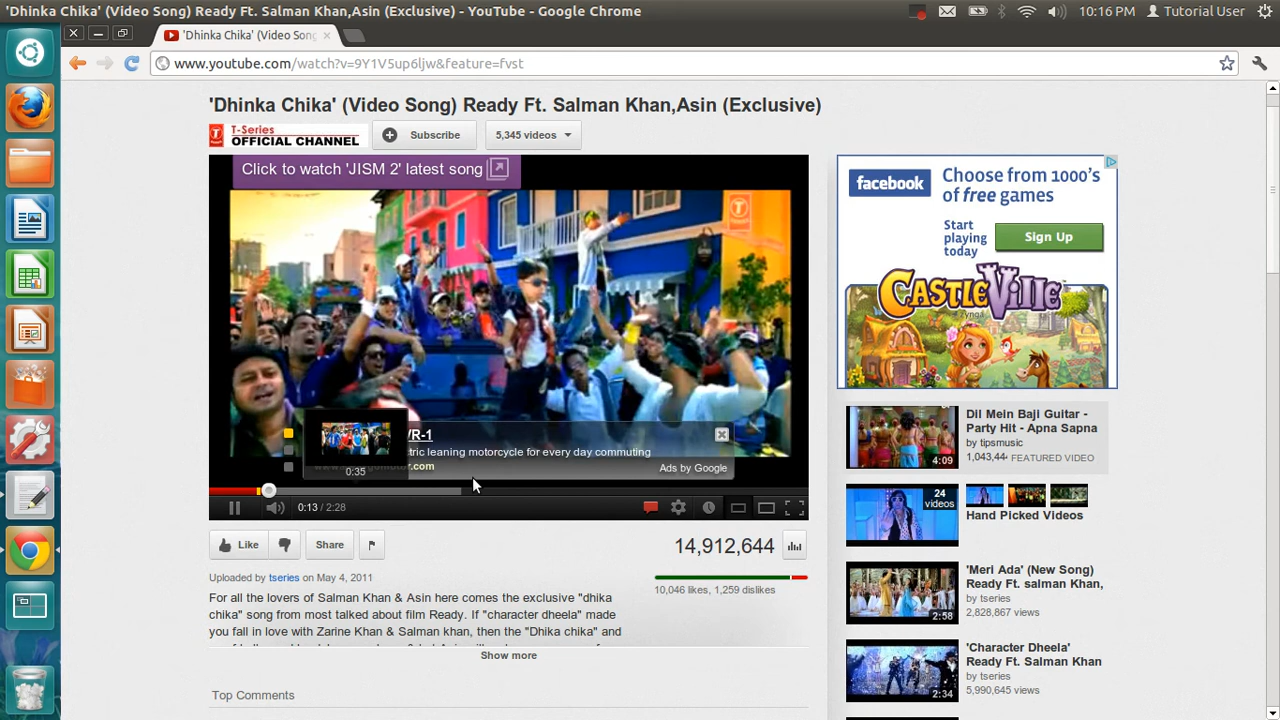 'Dhinka Chika' (Video Song) Ready Ft. Salman Khan,Asin (Exclusive) - YouTube - Google Chrome
10:16 PM
Tutorial User
'Dhinka Chika' (Video Song
www.youtube.com/watch?v=9Y1V5up6ljw&feature=fvst
'Dhinka Chika' (Video Song) Ready Ft. Salman Khan,Asin (Exclusive)
T-Series
OFFICIAL CHANNEL
Subscribe
5,345 videos
Click to watch 'JISM 2' latest song
VR-1
tric leaning motorcycle for every day commuting
.com
Ads by Google
0:35
0:13 / 2:28
Like
Share
14,912,644
Uploaded by tseries on May 4, 2011
10,046 likes, 1,259 dislikes
For all the lovers of Salman Khan & Asin here comes the exclusive "dhika
chika" song from most talked about film Ready. If "character dheela" made
you fall in love with Zarine Khan & Salman khan, then the "Dhika chika" and
Show more
Top Comments
facebook
Choose from 1000's
of free games
Start
playing
today
Sign Up
CASTLEVILLE
zynga
Dil Mein Baji Guitar -
Party Hit - Apna Sapna
by tipsmusic
1,043,44 FEATURED VIDEO
4:09
24
videos
Hand Picked Videos
'Meri Ada' (New Song)
Ready ft. salman Khan,
by tseries
2,828,867 views
2:58
'Character Dheela'
Ready Ft. Salman Khan
by tseries
5,990,645 views
2:34